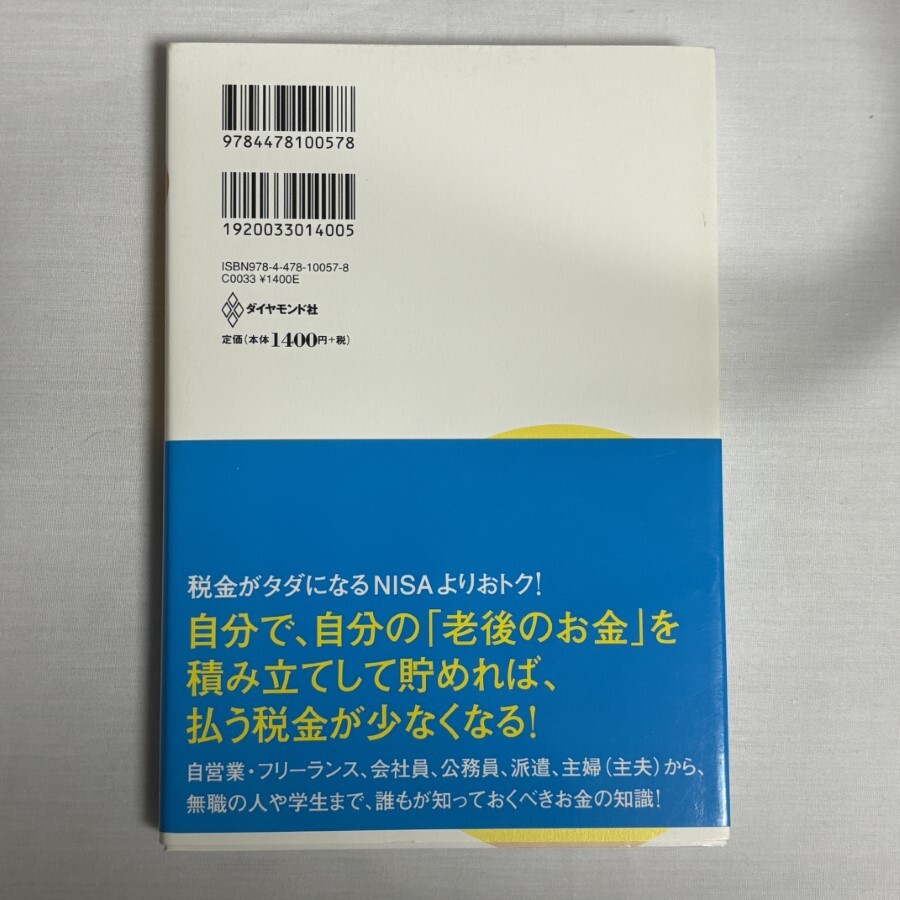 9784478100578
1920033014005
ISBN978-4-478-10057-8
C0033 ¥1400E
ダイヤモンド社
定価(本体1400円+税)
税金がタダになるNISAよりおトク!
自分で、自分の「老後のお金」を
積み立てして貯めれば、
払う税金が少なくなる!
自営業・フリーランス、会社員、公務員、派遣、主婦(主夫)から、
無職の人や学生まで、誰もが知っておくべきお金の知識!